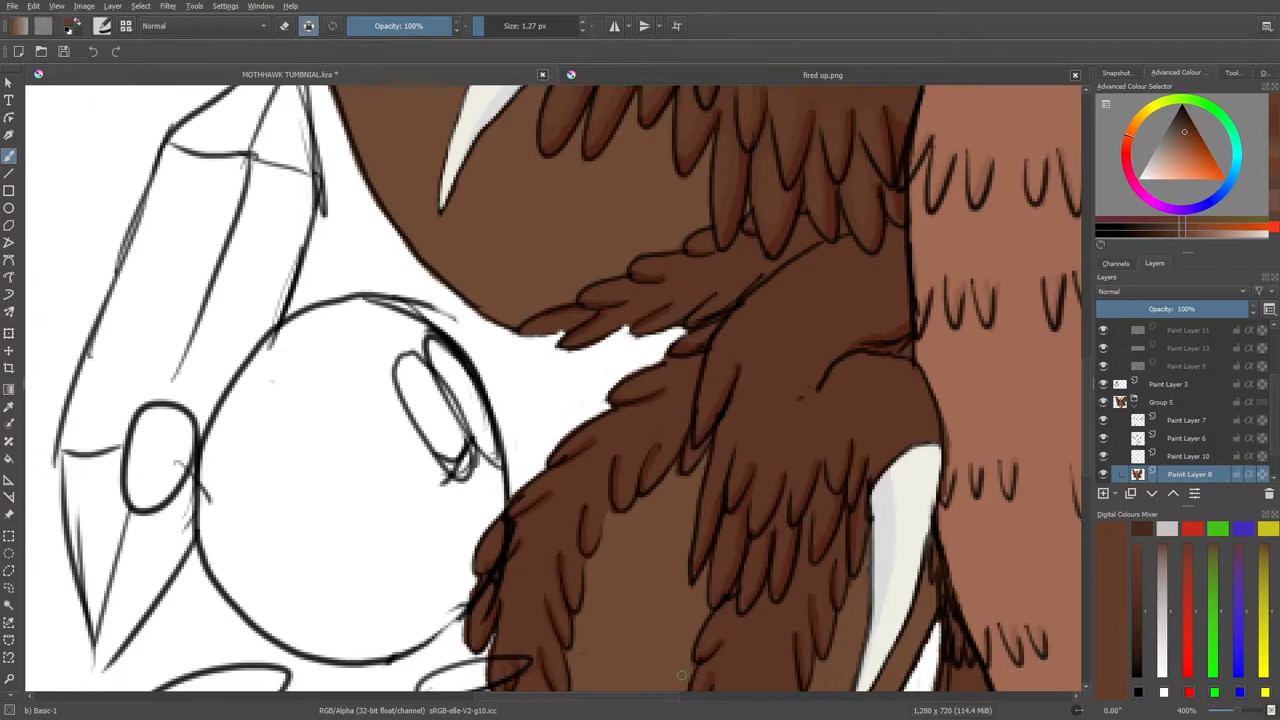 File Edit View Image Layer Select Filter Tools Settings Window Help
Normal Opacity: 100% Size: 1.27 px
MOTHHAWK TUMBNIAL.kra * fired up.png
Snapshot... Advanced Colour ... Tool... O...
Advanced Colour Selector
Channels Layers
Layers
Normal
Opacity: 100%
Paint Layer 11
Paint Layer 13
Paint Layer 9
Paint Layer 3
Group 5
Paint Layer 7
Paint Layer 6
Paint Layer 10
Paint Layer 8
Digital Colours Mixer
b) Basic-1 RGB/Alpha (32-bit float/channel) sRGB-elle-V2-g10.icc 1,280 x 720 (114.4 MiB) 0.00° 400%